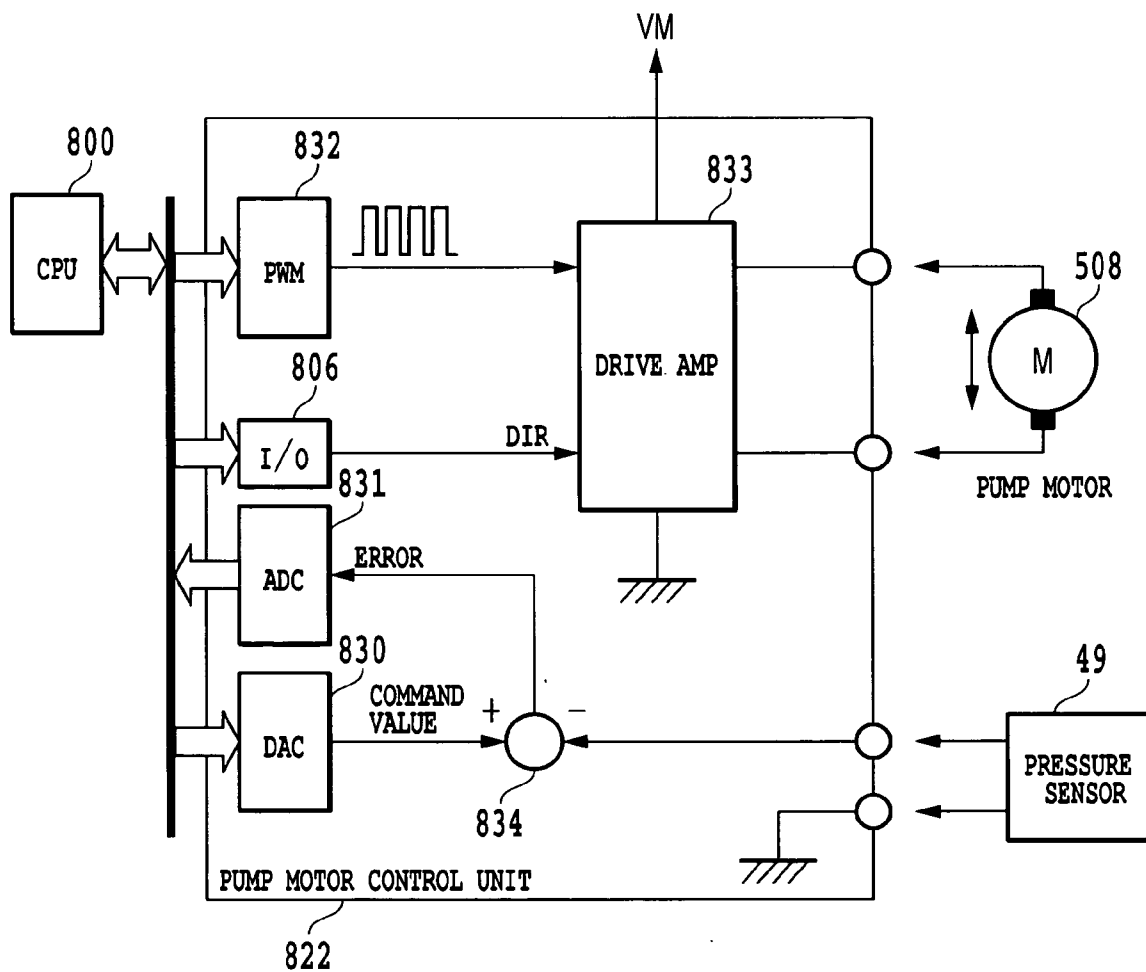 VM
800
832
833
CPU
PWM
508
DRIVE AMP
M
806
DIR
I/O
831
PUMP MOTOR
ERROR
ADC
830
49
COMMAND
VALUE
+
−
DAC
PRESSURE
SENSOR
834
PUMP MOTOR CONTROL UNIT
822